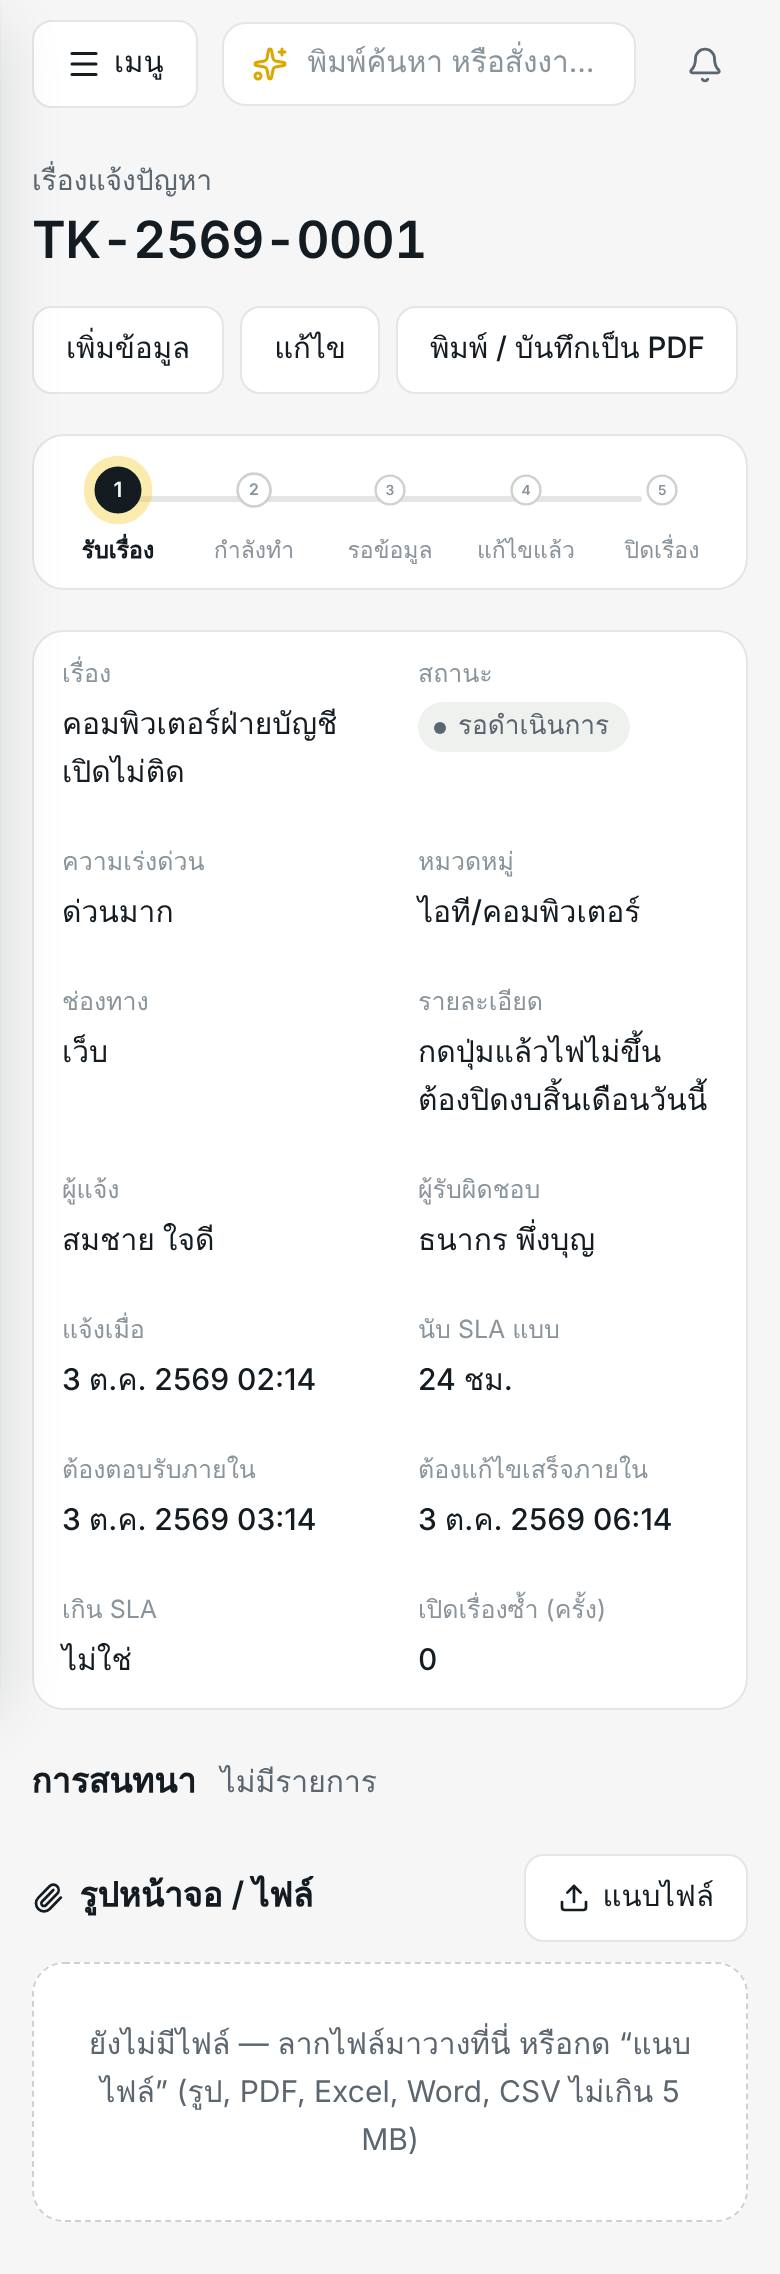 เมนู
พิมพ์ค้นหา หรือสั่งงา...
เรื่องแจ้งปัญหา
TK-2569-0001
เพิ่มข้อมูล
แก้ไข
พิมพ์ / บันทึกเป็น PDF
1
2
3
4
5
รับเรื่อง
กำลังทำ
รอข้อมูล
แก้ไขแล้ว
ปิดเรื่อง
เรื่อง
คอมพิวเตอร์ฝ่ายบัญชี
เปิดไม่ติด
สถานะ
รอดำเนินการ
ความเร่งด่วน
ด่วนมาก
หมวดหมู่
ไอที/คอมพิวเตอร์
ช่องทาง
เว็บ
รายละเอียด
กดปุ่มแล้วไฟไม่ขึ้น
ต้องปิดงบสิ้นเดือนวันนี้
ผู้แจ้ง
สมชาย ใจดี
ผู้รับผิดชอบ
ธนากร พึ่งบุญ
แจ้งเมื่อ
3 ต.ค. 2569 02:14
นับ SLA แบบ
24 ชม.
ต้องตอบรับภายใน
3 ต.ค. 2569 03:14
ต้องแก้ไขเสร็จภายใน
3 ต.ค. 2569 06:14
เกิน SLA
ไม่ใช่
เปิดเรื่องซ้ำ (ครั้ง)
0
การสนทนา ไม่มีรายการ
รูปหน้าจอ / ไฟล์
แนบไฟล์
ยังไม่มีไฟล์ — ลากไฟล์มาวางที่นี่ หรือกด “แนบ
ไฟล์” (รูป, PDF, Excel, Word, CSV ไม่เกิน 5
MB)